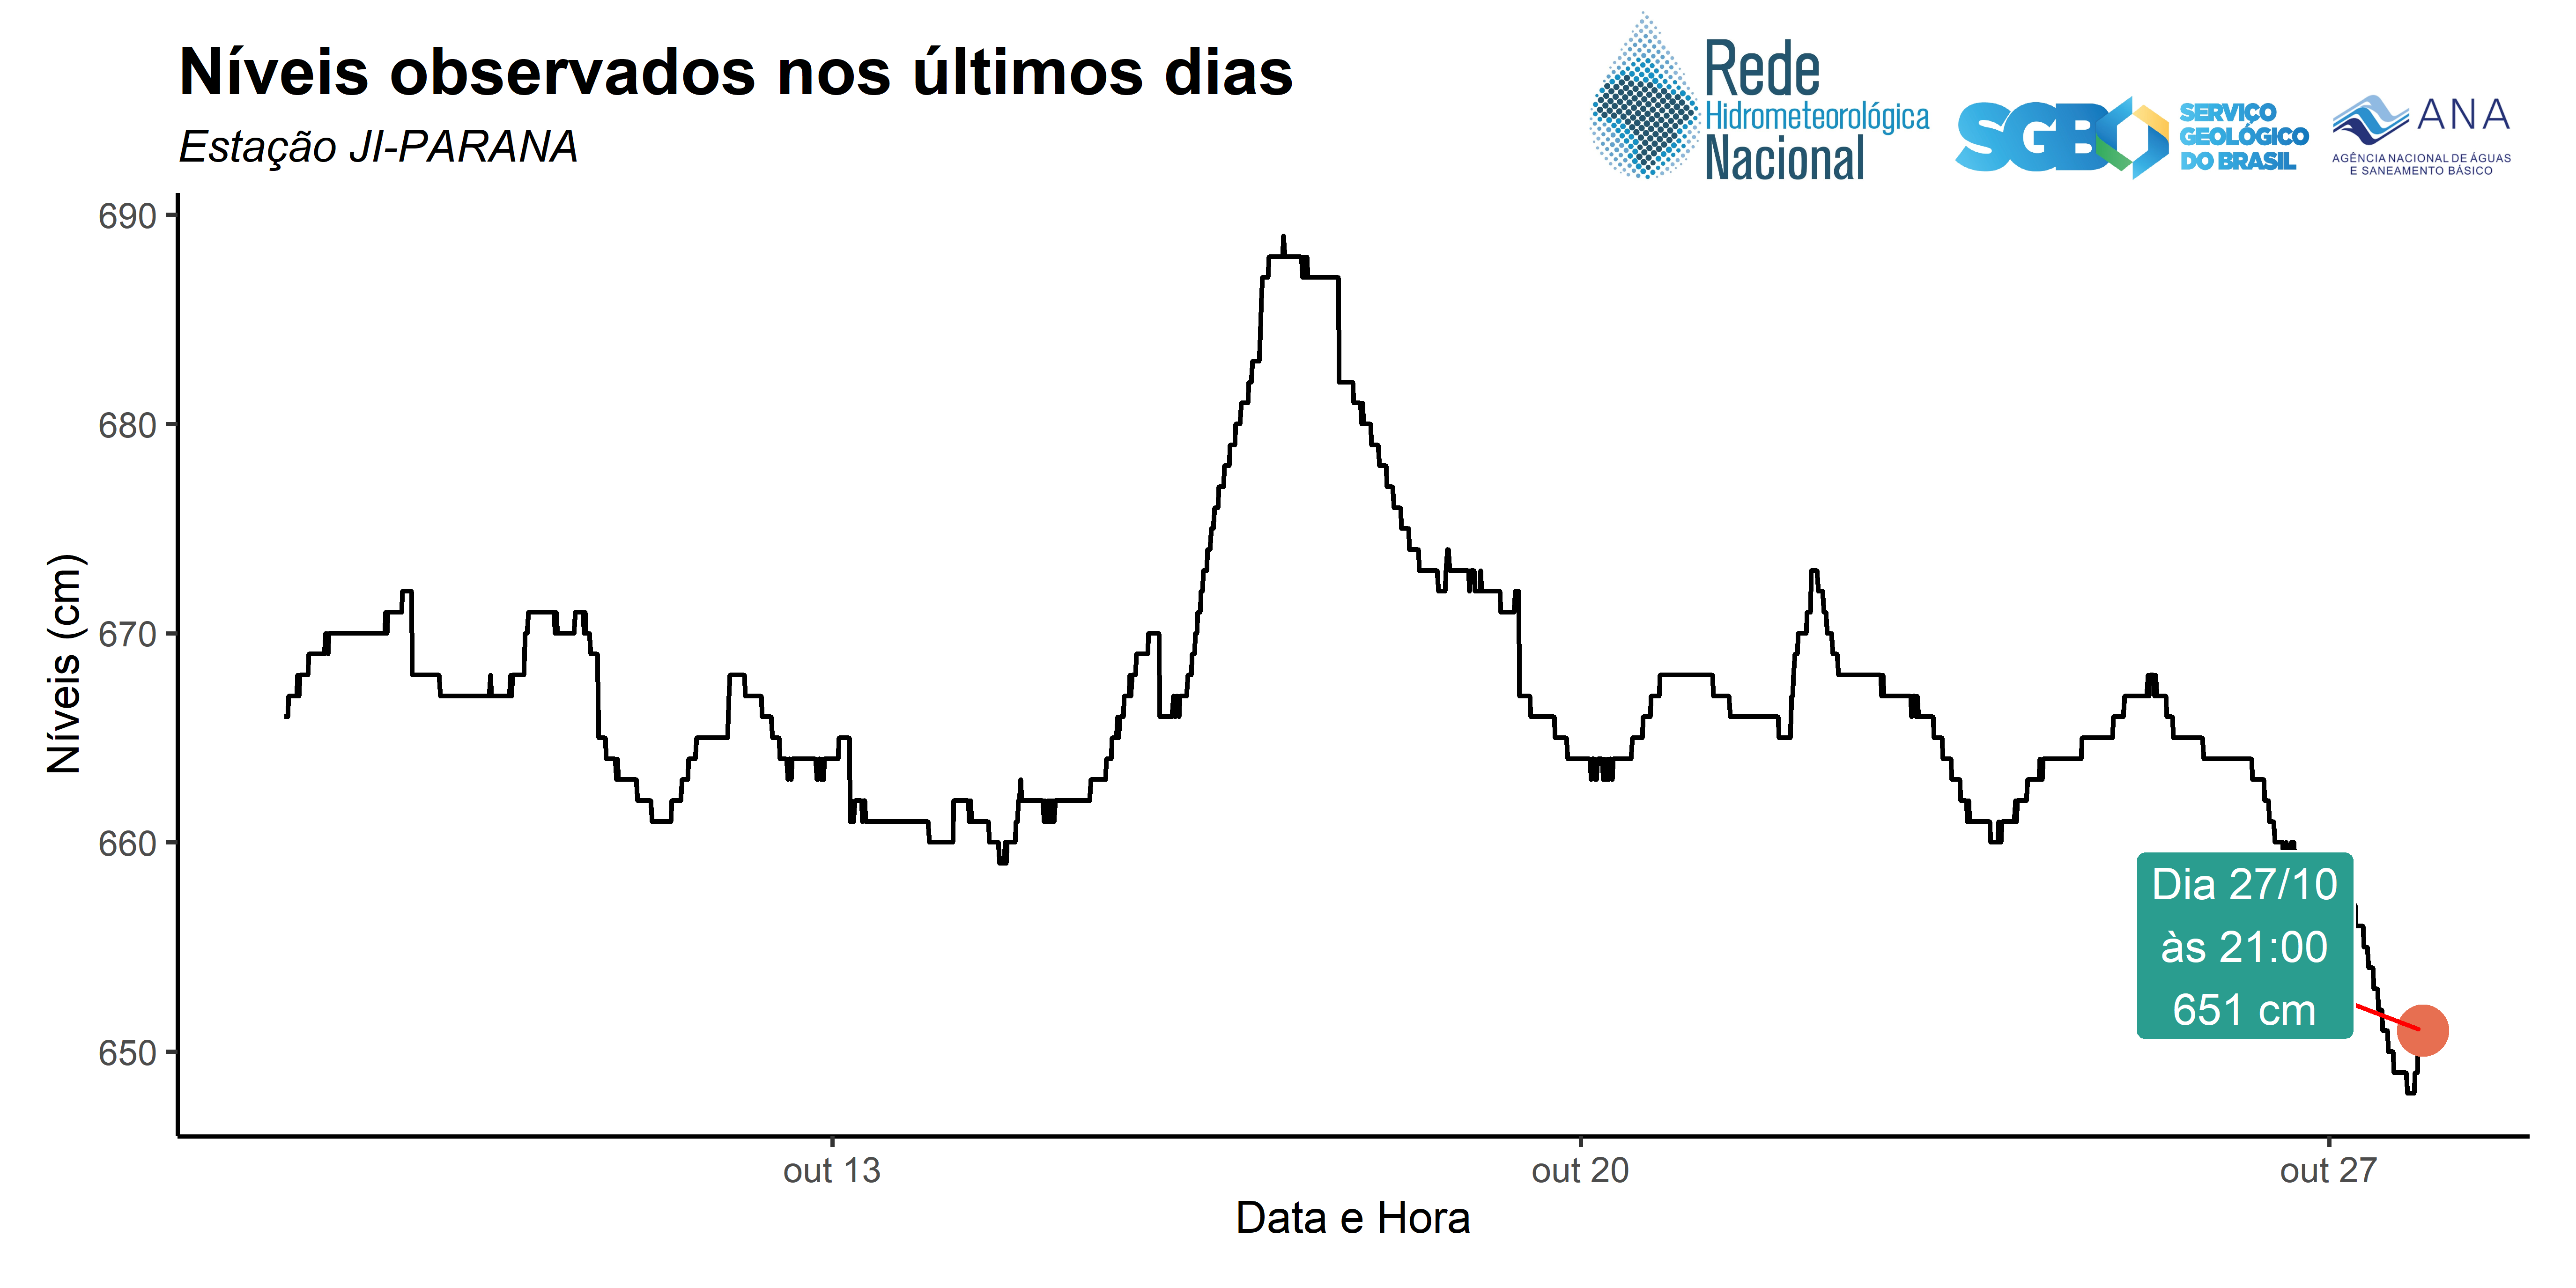 Níveis observados nos últimos dias
Estação JI-PARANA
Rede
Hidrometeorológica
Nacional
SGB
SERVIÇO
GEOLÓGICO
DO BRASIL
ANA
AGÊNCIA NACIONAL DE ÁGUAS
E SANEAMENTO BÁSICO
Níveis (cm)
690
680
670
660
650
Dia 27/10
às 21:00
651 cm
out 13
out 20
out 27
Data e Hora